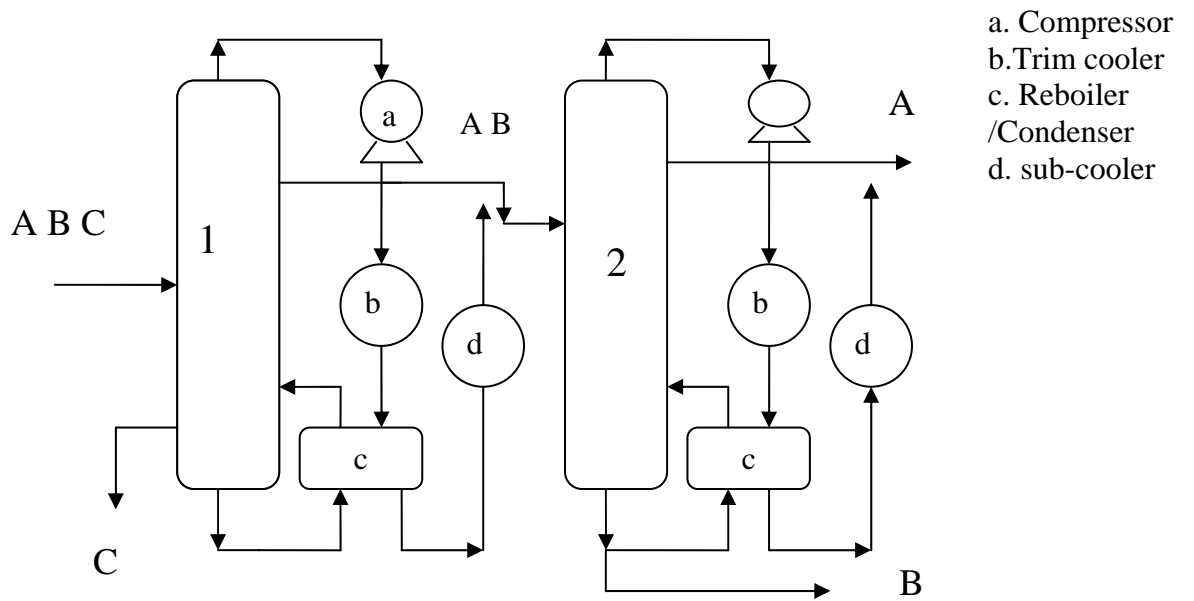 a. Compressor
b.Trim cooler
c. Reboiler
/Condenser
d. sub-cooler
a
A B
A
A B C
1
2
b
d
b
d
c
c
C
B